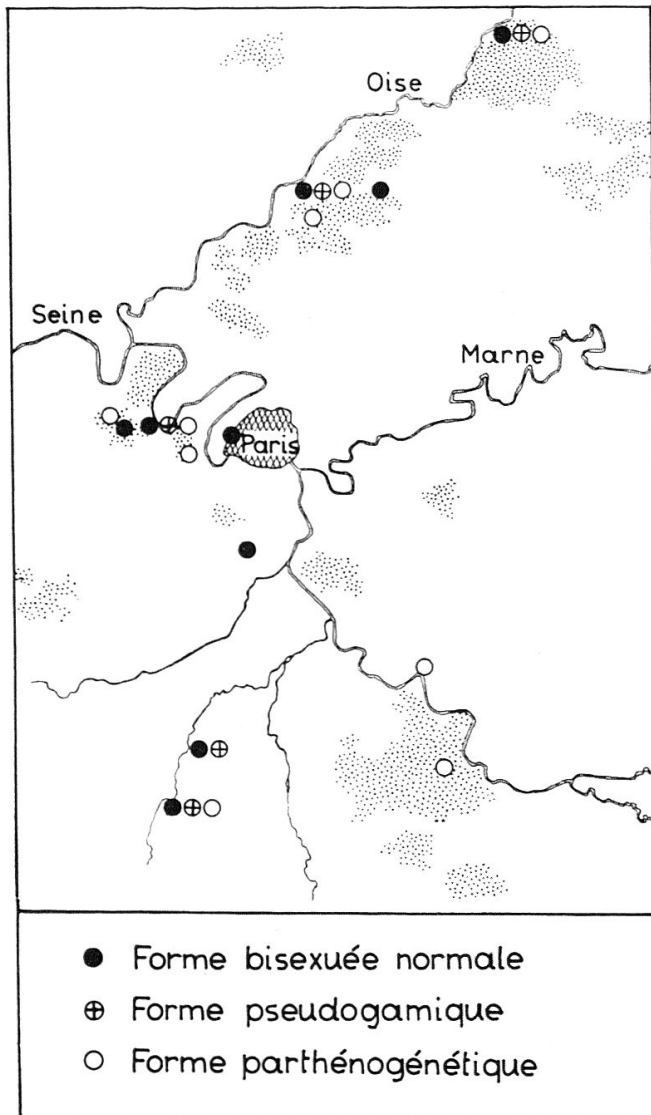 Oise
Seine
Marne
Paris
Forme bisexuée normale
Forme pseudogamique
Forme parthénogénétique